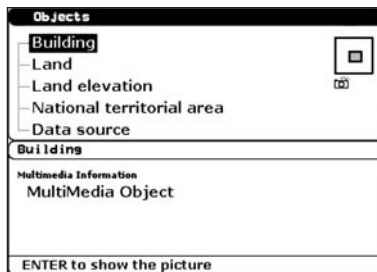 Objects
Building
Land
Land elevation
National territorial area
Data source
Building
Multimedia Information
MultiMedia Object
ENTER to show the picture